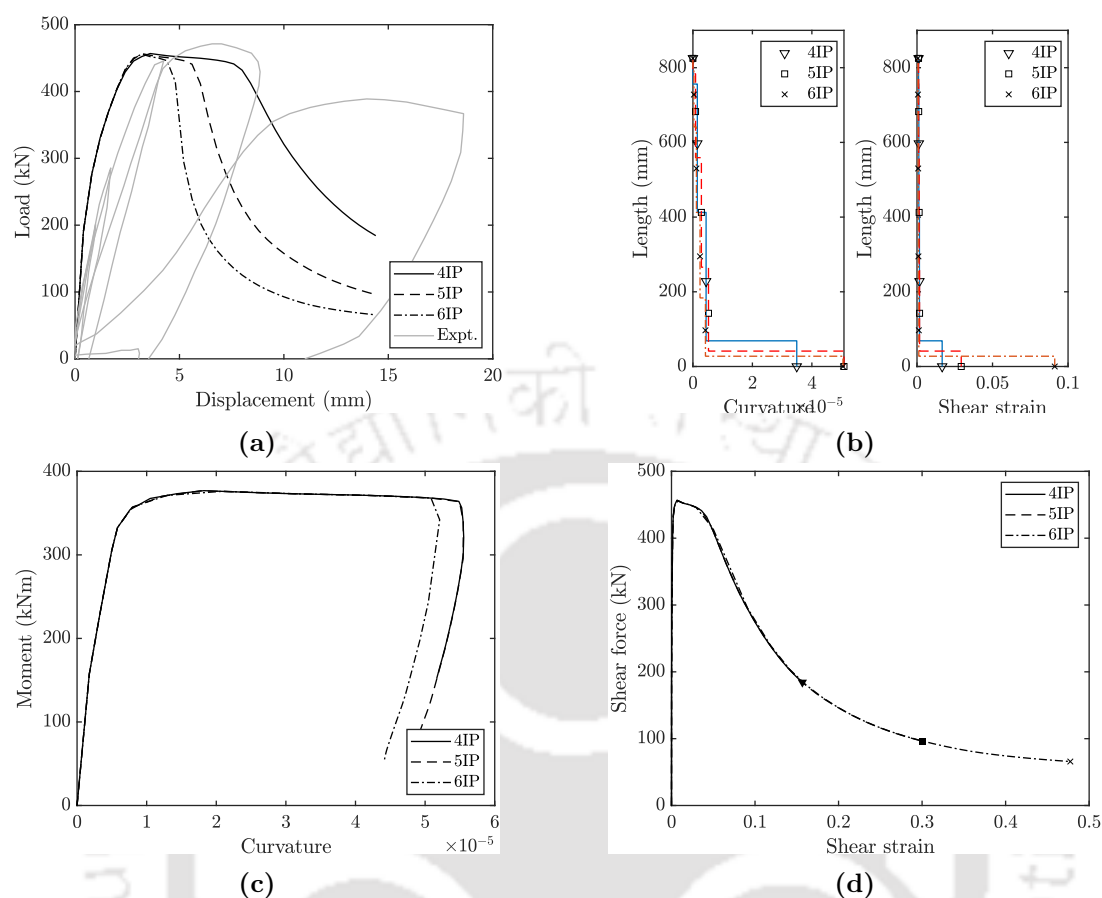 500
400
300
200
100
0
Load (kN)
0 5 10 15 20
Displacement (mm)
4IP
5IP
6IP
Expt.
(a)
800
600
400
200
0
Length (mm)
0 2 4
Curvature ×10⁻⁵
4IP
5IP
6IP
800
600
400
200
0
Length (mm)
0 0.05 0.1
Shear strain
4IP
5IP
6IP
(b)
400
300
200
100
0
Moment (kNm)
0 1 2 3 4 5 6
Curvature ×10⁻⁵
4IP
5IP
6IP
(c)
500
400
300
200
100
0
Shear force (kN)
0 0.1 0.2 0.3 0.4 0.5
Shear strain
4IP
5IP
6IP
(d)